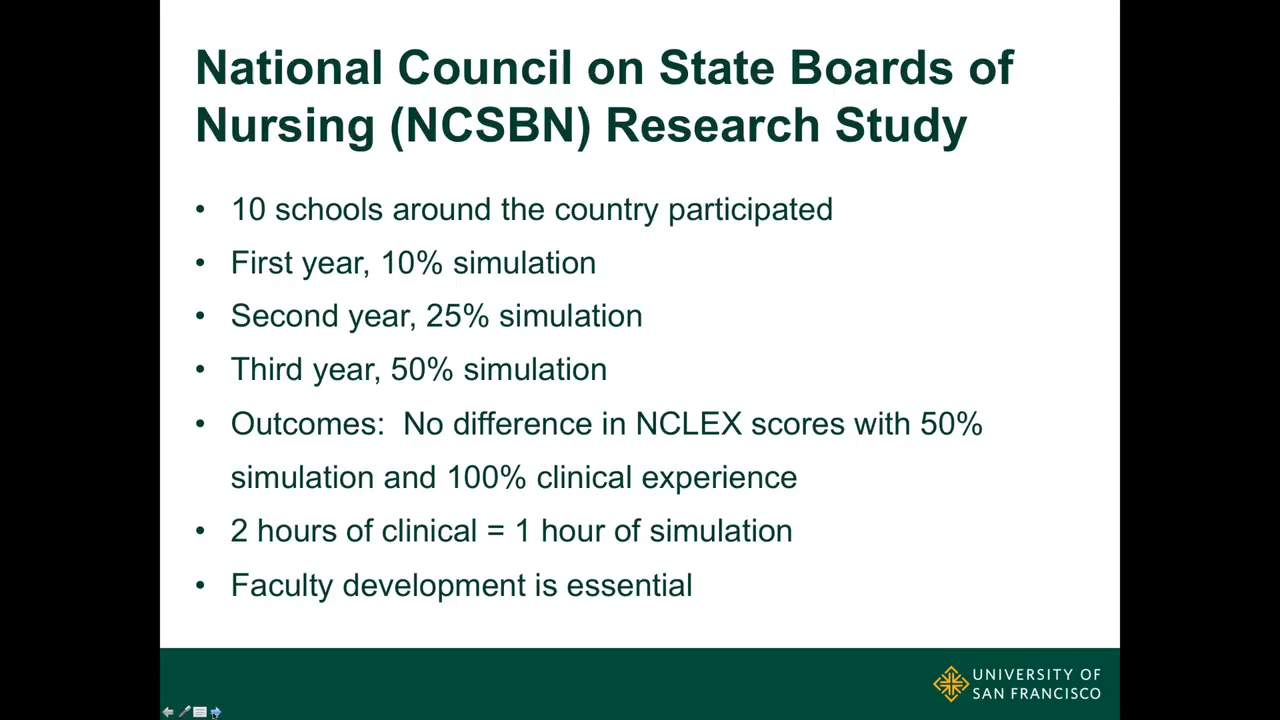 National Council on State Boards of
Nursing (NCSBN) Research Study
• 10 schools around the country participated
• First year, 10% simulation
• Second year, 25% simulation
• Third year, 50% simulation
• Outcomes:  No difference in NCLEX scores with 50%
simulation and 100% clinical experience
• 2 hours of clinical = 1 hour of simulation
• Faculty development is essential
UNIVERSITY OF
SAN FRANCISCO